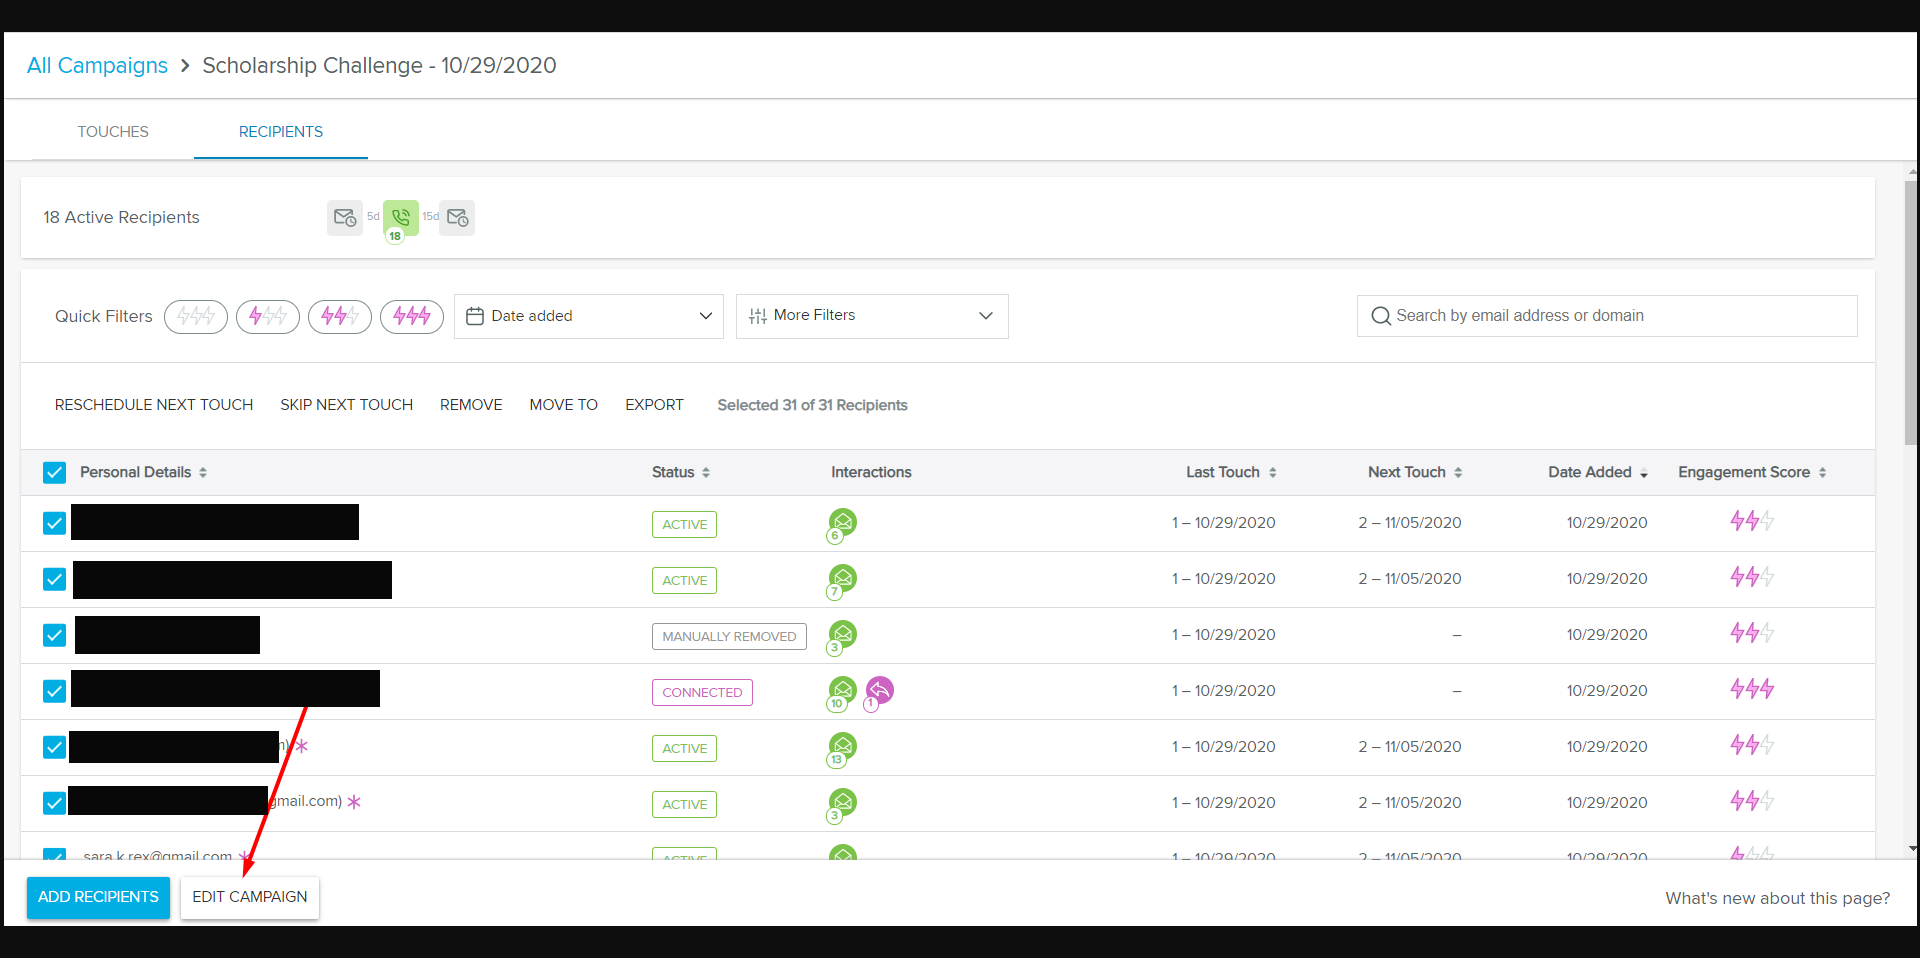 All Campaigns > Scholarship Challenge - 10/29/2020
TOUCHES RECIPIENTS
18 Active Recipients 5d 15d
18
Quick Filters Date added More Filters Search by email address or domain
RESCHEDULE NEXT TOUCH SKIP NEXT TOUCH REMOVE MOVE TO EXPORT Selected 31 of 31 Recipients
Personal Details Status Interactions Last Touch Next Touch Date Added Engagement Score
ACTIVE 6 1 – 10/29/2020 2 – 11/05/2020 10/29/2020
ACTIVE 7 1 – 10/29/2020 2 – 11/05/2020 10/29/2020
MANUALLY REMOVED 3 1 – 10/29/2020 – 10/29/2020
CONNECTED 10 1 1 – 10/29/2020 – 10/29/2020
ACTIVE 13 1 – 10/29/2020 2 – 11/05/2020 10/29/2020
gmail.com) ACTIVE 3 1 – 10/29/2020 2 – 11/05/2020 10/29/2020
sara.k.rex@gmail.com ACTIVE 1 – 10/29/2020 2 – 11/05/2020 10/29/2020
ADD RECIPIENTS EDIT CAMPAIGN What's new about this page?